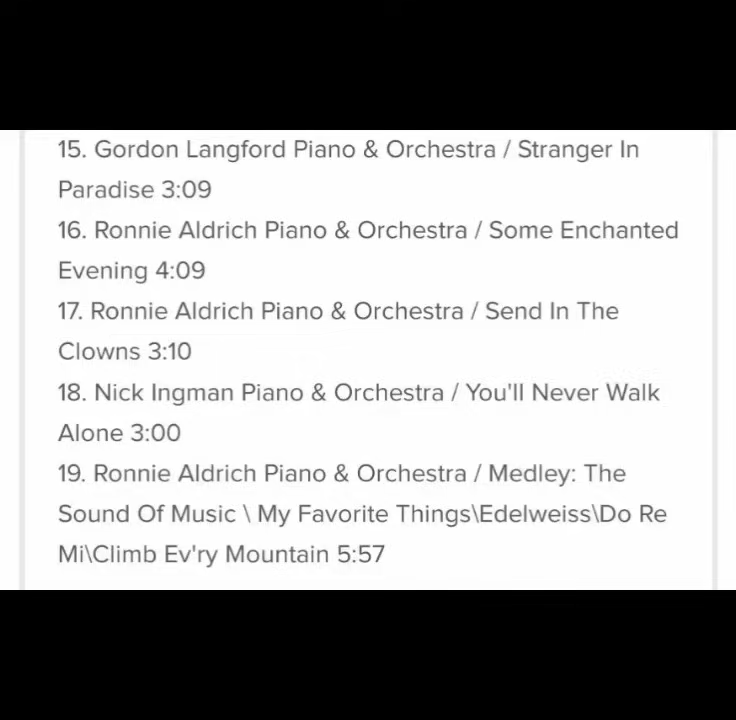 15. Gordon Langford Piano & Orchestra / Stranger In
Paradise 3:09
16. Ronnie Aldrich Piano & Orchestra / Some Enchanted
Evening 4:09
17. Ronnie Aldrich Piano & Orchestra / Send In The
Clowns 3:10
18. Nick Ingman Piano & Orchestra / You'll Never Walk
Alone 3:00
19. Ronnie Aldrich Piano & Orchestra / Medley: The
Sound Of Music \ My Favorite Things\Edelweiss\Do Re
Mi\Climb Ev'ry Mountain 5:57